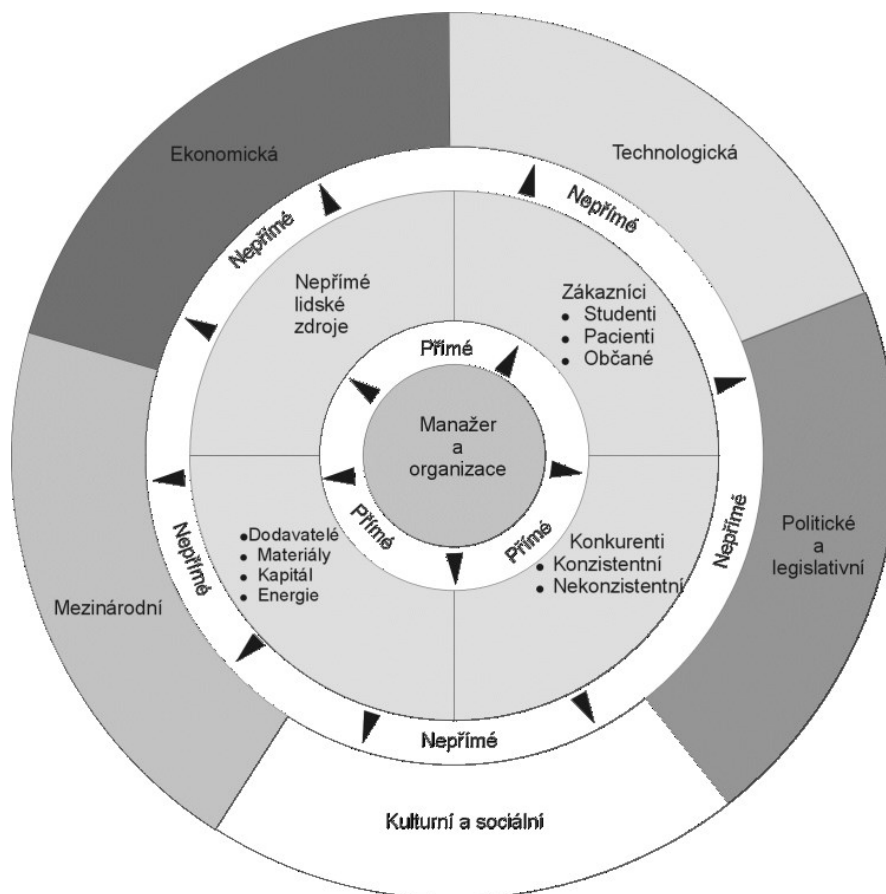 Ekonomická
Technologická
Nepřímé
Nepřímé
Nepřímé
lidské
zdroje
Zákazníci
• Studenti
• Pacienti
• Občané
Přímé
Manažer
a
organizace
Přímé
Přímé
•Dodavatelé
• Materiály
• Kapitál
• Energie
Konkurenti
• Konzistentní
• Nekonzistentní
Nepřímé
Nepřímé
Politické
a
legislativní
Mezinárodní
Nepřímé
Kulturní a sociální